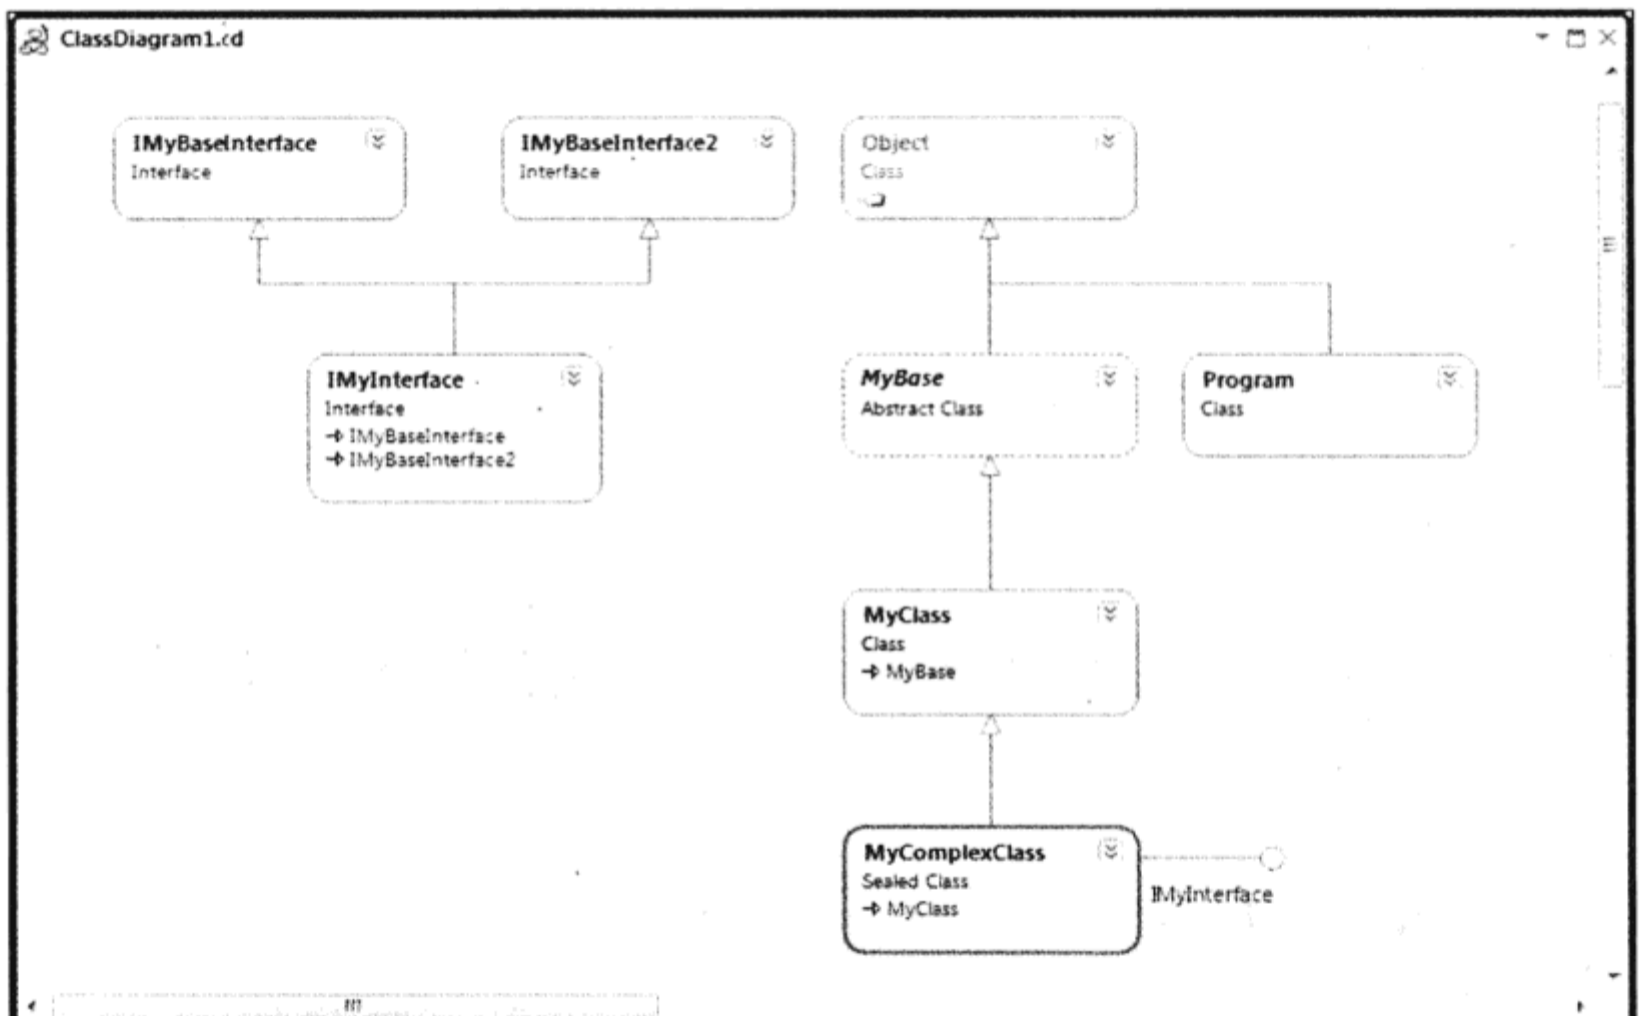 ClassDiagram1.cd
IMyBaseInterface
Interface
IMyBaseInterface2
Interface
Object
Class
IMyInterface
Interface
IMyBaseInterface
IMyBaseInterface2
MyBase
Abstract Class
Program
Class
MyClass
Class
MyBase
MyComplexClass
Sealed Class
MyClass
IMyInterface